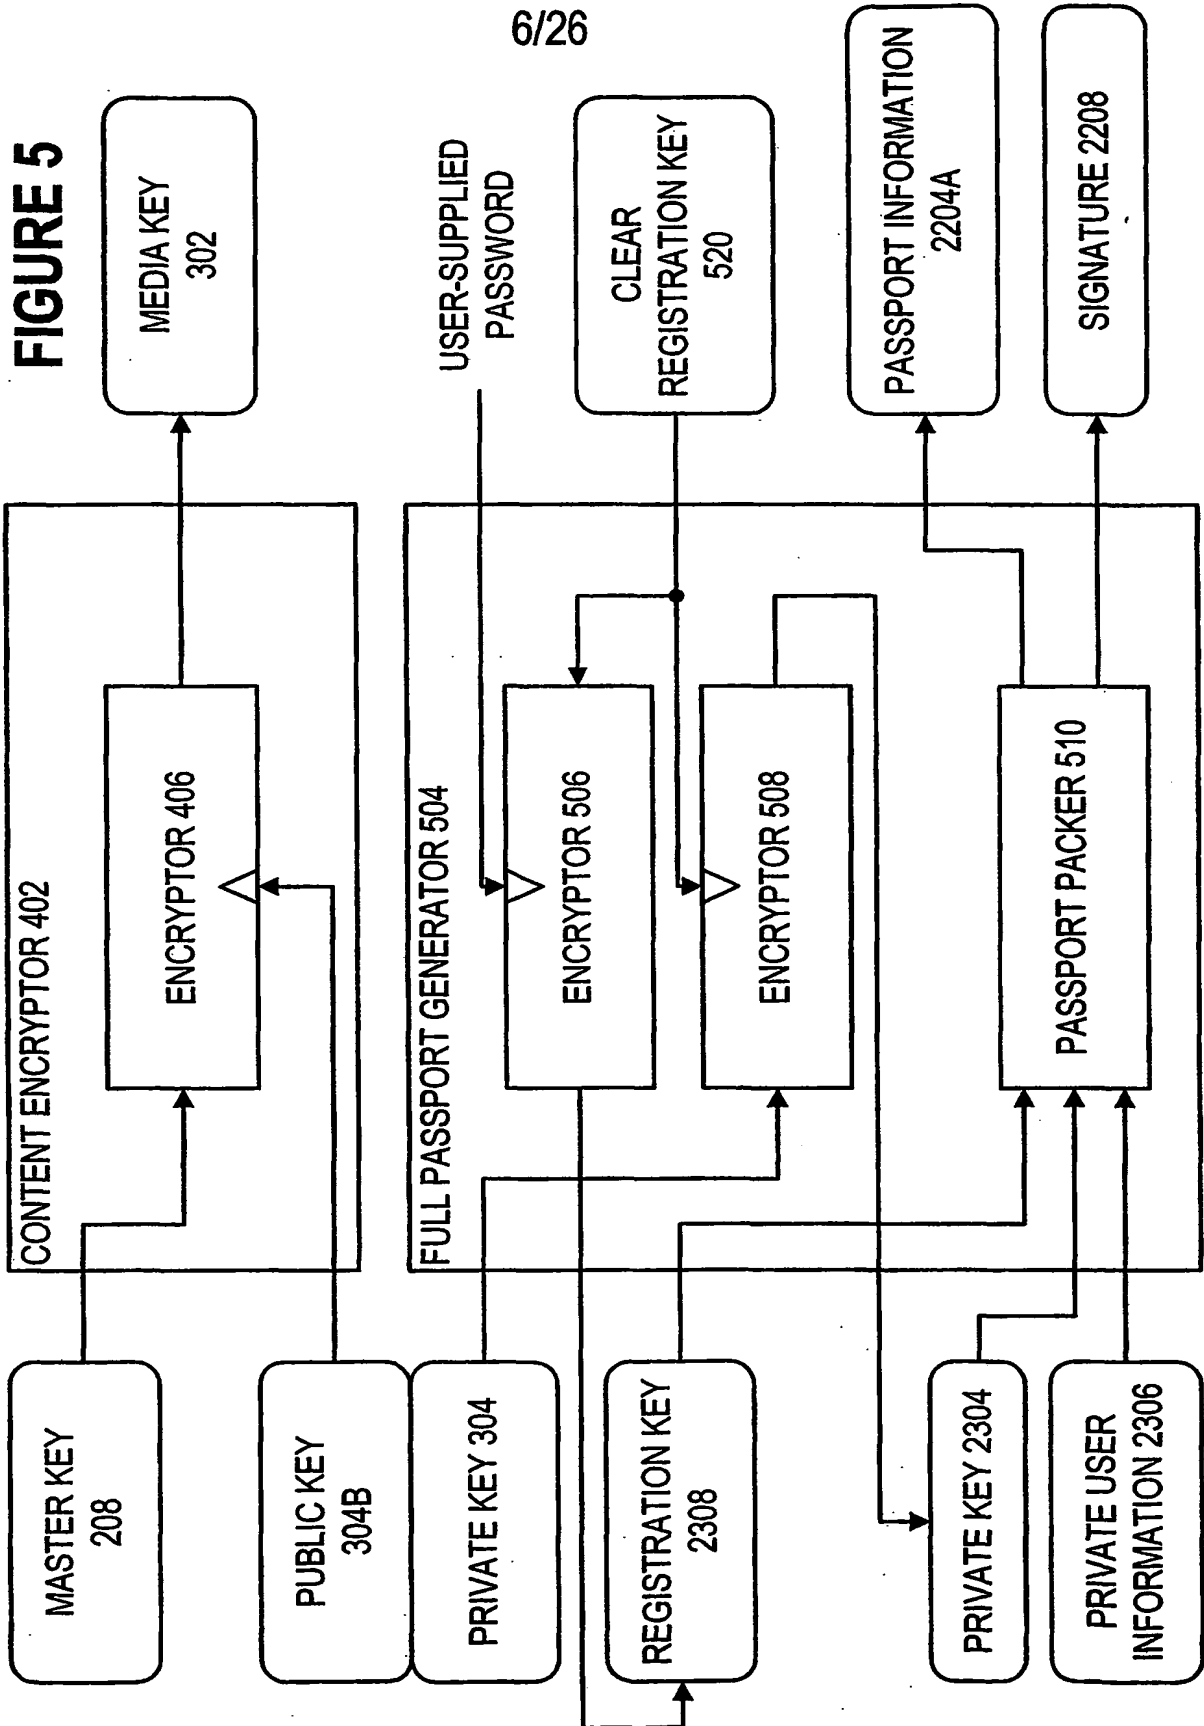 6/26
FIGURE 5
CONTENT ENCRYPTOR 402
MASTER KEY
208
ENCRYPTOR 406
MEDIA KEY
302
PUBLIC KEY
304B
USER-SUPPLIED
PASSWORD
FULL PASSPORT GENERATOR 504
PRIVATE KEY 304
ENCRYPTOR 506
CLEAR
REGISTRATION KEY
520
REGISTRATION KEY
2308
ENCRYPTOR 508
PASSPORT INFORMATION
2204A
PRIVATE KEY 2304
PASSPORT PACKER 510
SIGNATURE 2208
PRIVATE USER
INFORMATION 2306